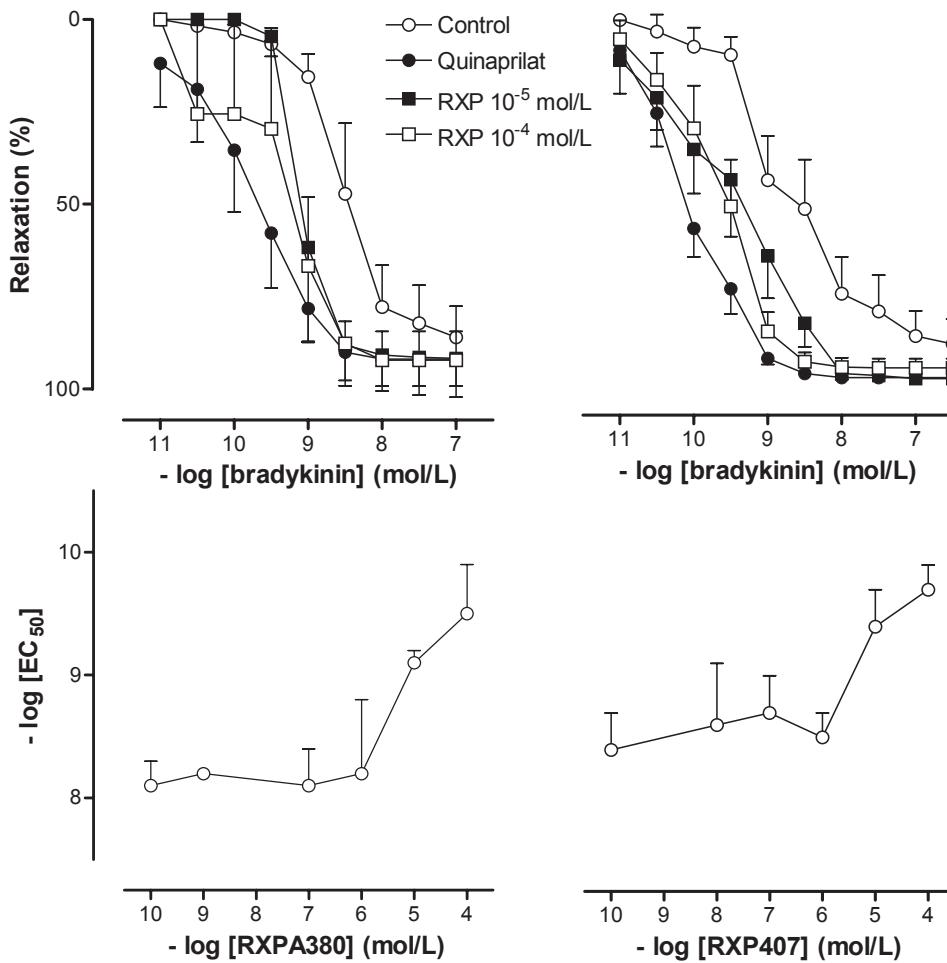 0
50
100
Relaxation (%)
Control
Quinaprilat
RXP 10⁻⁵ mol/L
RXP 10⁻⁴ mol/L
11 10 9 8 7
- log [bradykinin] (mol/L)
11 10 9 8 7
- log [bradykinin] (mol/L)
10
9
8
- log [EC₅₀]
10 9 8 7 6 5 4
- log [RXPA380] (mol/L)
10 9 8 7 6 5 4
- log [RXP407] (mol/L)